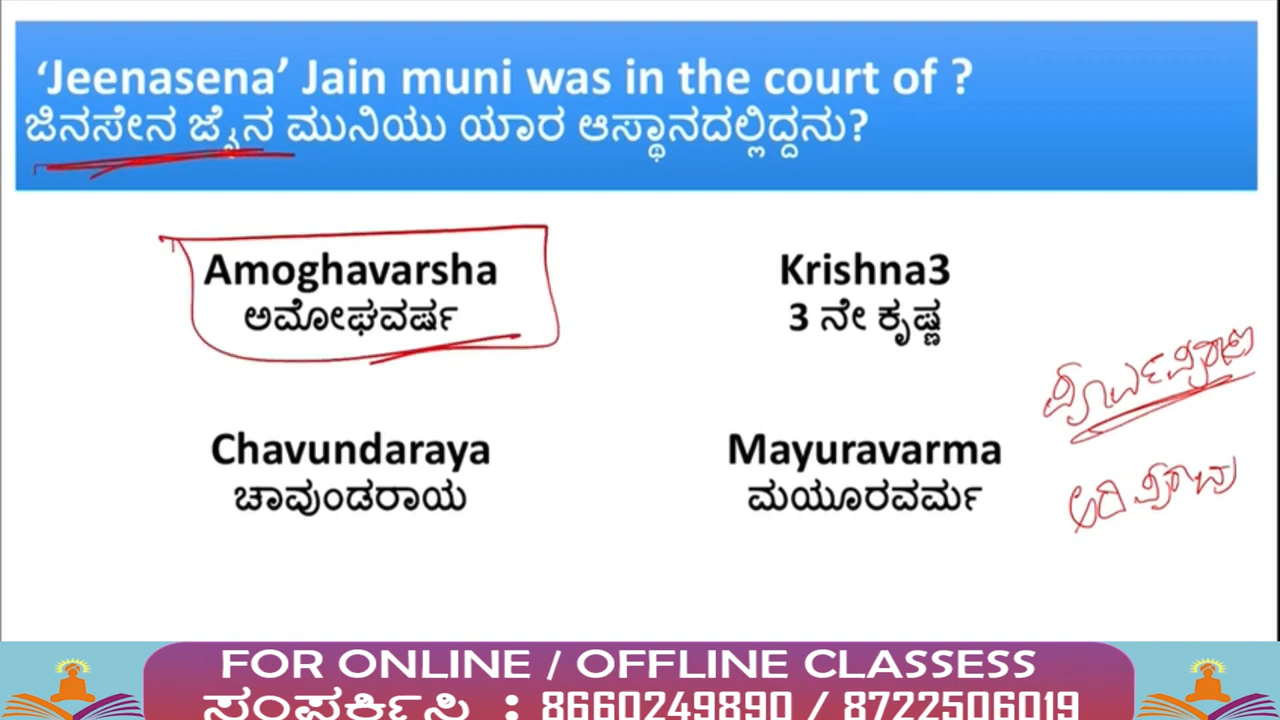 ‘Jeenasena’ Jain muni was in the court of ?
ಜಿನಸೇನ ಜೈನ ಮುನಿಯು ಯಾರ ಆಸ್ಥಾನದಲ್ಲಿದ್ದನು?
Amoghavarsha
ಅಮೋಘವರ್ಷ
Krishna3
3 ನೇ ಕೃಷ್ಣ
Chavundaraya
ಚಾವುಂಡರಾಯ
Mayuravarma
ಮಯೂರವರ್ಮ
FOR ONLINE / OFFLINE CLASSESS
ಸಂಪರ್ಕಿಸಿ : 8660249890 / 8722506019